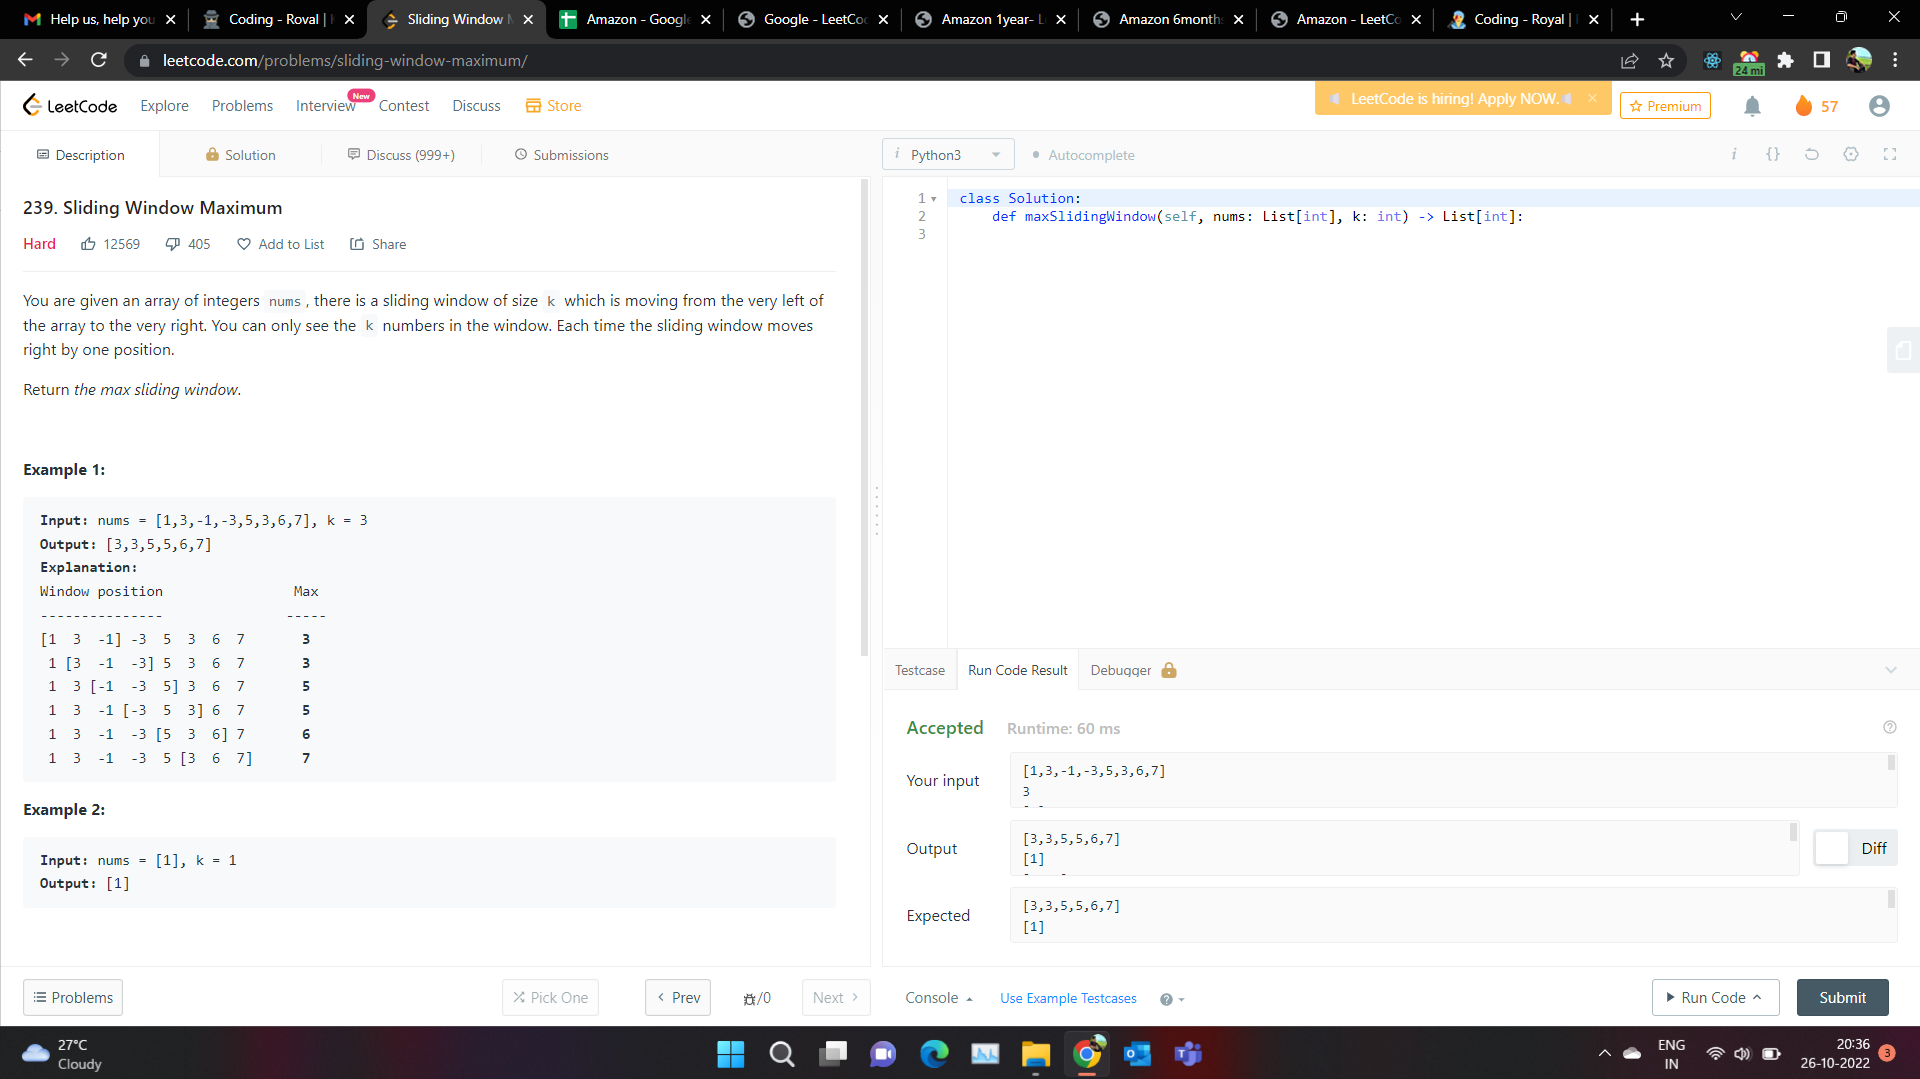 Help us, help you
Coding - Royal |
Sliding Window M
Amazon - Google
Google - LeetCod
Amazon 1year- L
Amazon 6month
Amazon - LeetCo
Coding - Royal |
leetcode.com/problems/sliding-window-maximum/
24 mi
LeetCode
Explore
Problems
Interview
New
Contest
Discuss
Store
LeetCode is hiring! Apply NOW.
Premium
57
Description
Solution
Discuss (999+)
Submissions
i Python3
Autocomplete
239. Sliding Window Maximum
Hard
12569
405
Add to List
Share
You are given an array of integers nums, there is a sliding window of size k which is moving from the very left of
the array to the very right. You can only see the k numbers in the window. Each time the sliding window moves
right by one position.
Return the max sliding window.
Example 1:
Input: nums = [1,3,-1,-3,5,3,6,7], k = 3
Output: [3,3,5,5,6,7]
Explanation:
Window position Max
--------------- -----
[1 3 -1] -3 5 3 6 7 3
1 [3 -1 -3] 5 3 6 7 3
1 3 [-1 -3 5] 3 6 7 5
1 3 -1 [-3 5 3] 6 7 5
1 3 -1 -3 [5 3 6] 7 6
1 3 -1 -3 5 [3 6 7] 7
Example 2:
Input: nums = [1], k = 1
Output: [1]
1 class Solution:
2 def maxSlidingWindow(self, nums: List[int], k: int) -> List[int]:
3
Testcase
Run Code Result
Debugger
Accepted
Runtime: 60 ms
Your input
[1,3,-1,-3,5,3,6,7]
3
Output
[3,3,5,5,6,7]
[1]
Diff
Expected
[3,3,5,5,6,7]
[1]
Problems
Pick One
< Prev
/0
Next >
Console
Use Example Testcases
Run Code
Submit
27°C
Cloudy
ENG
IN
20:36
26-10-2022
3